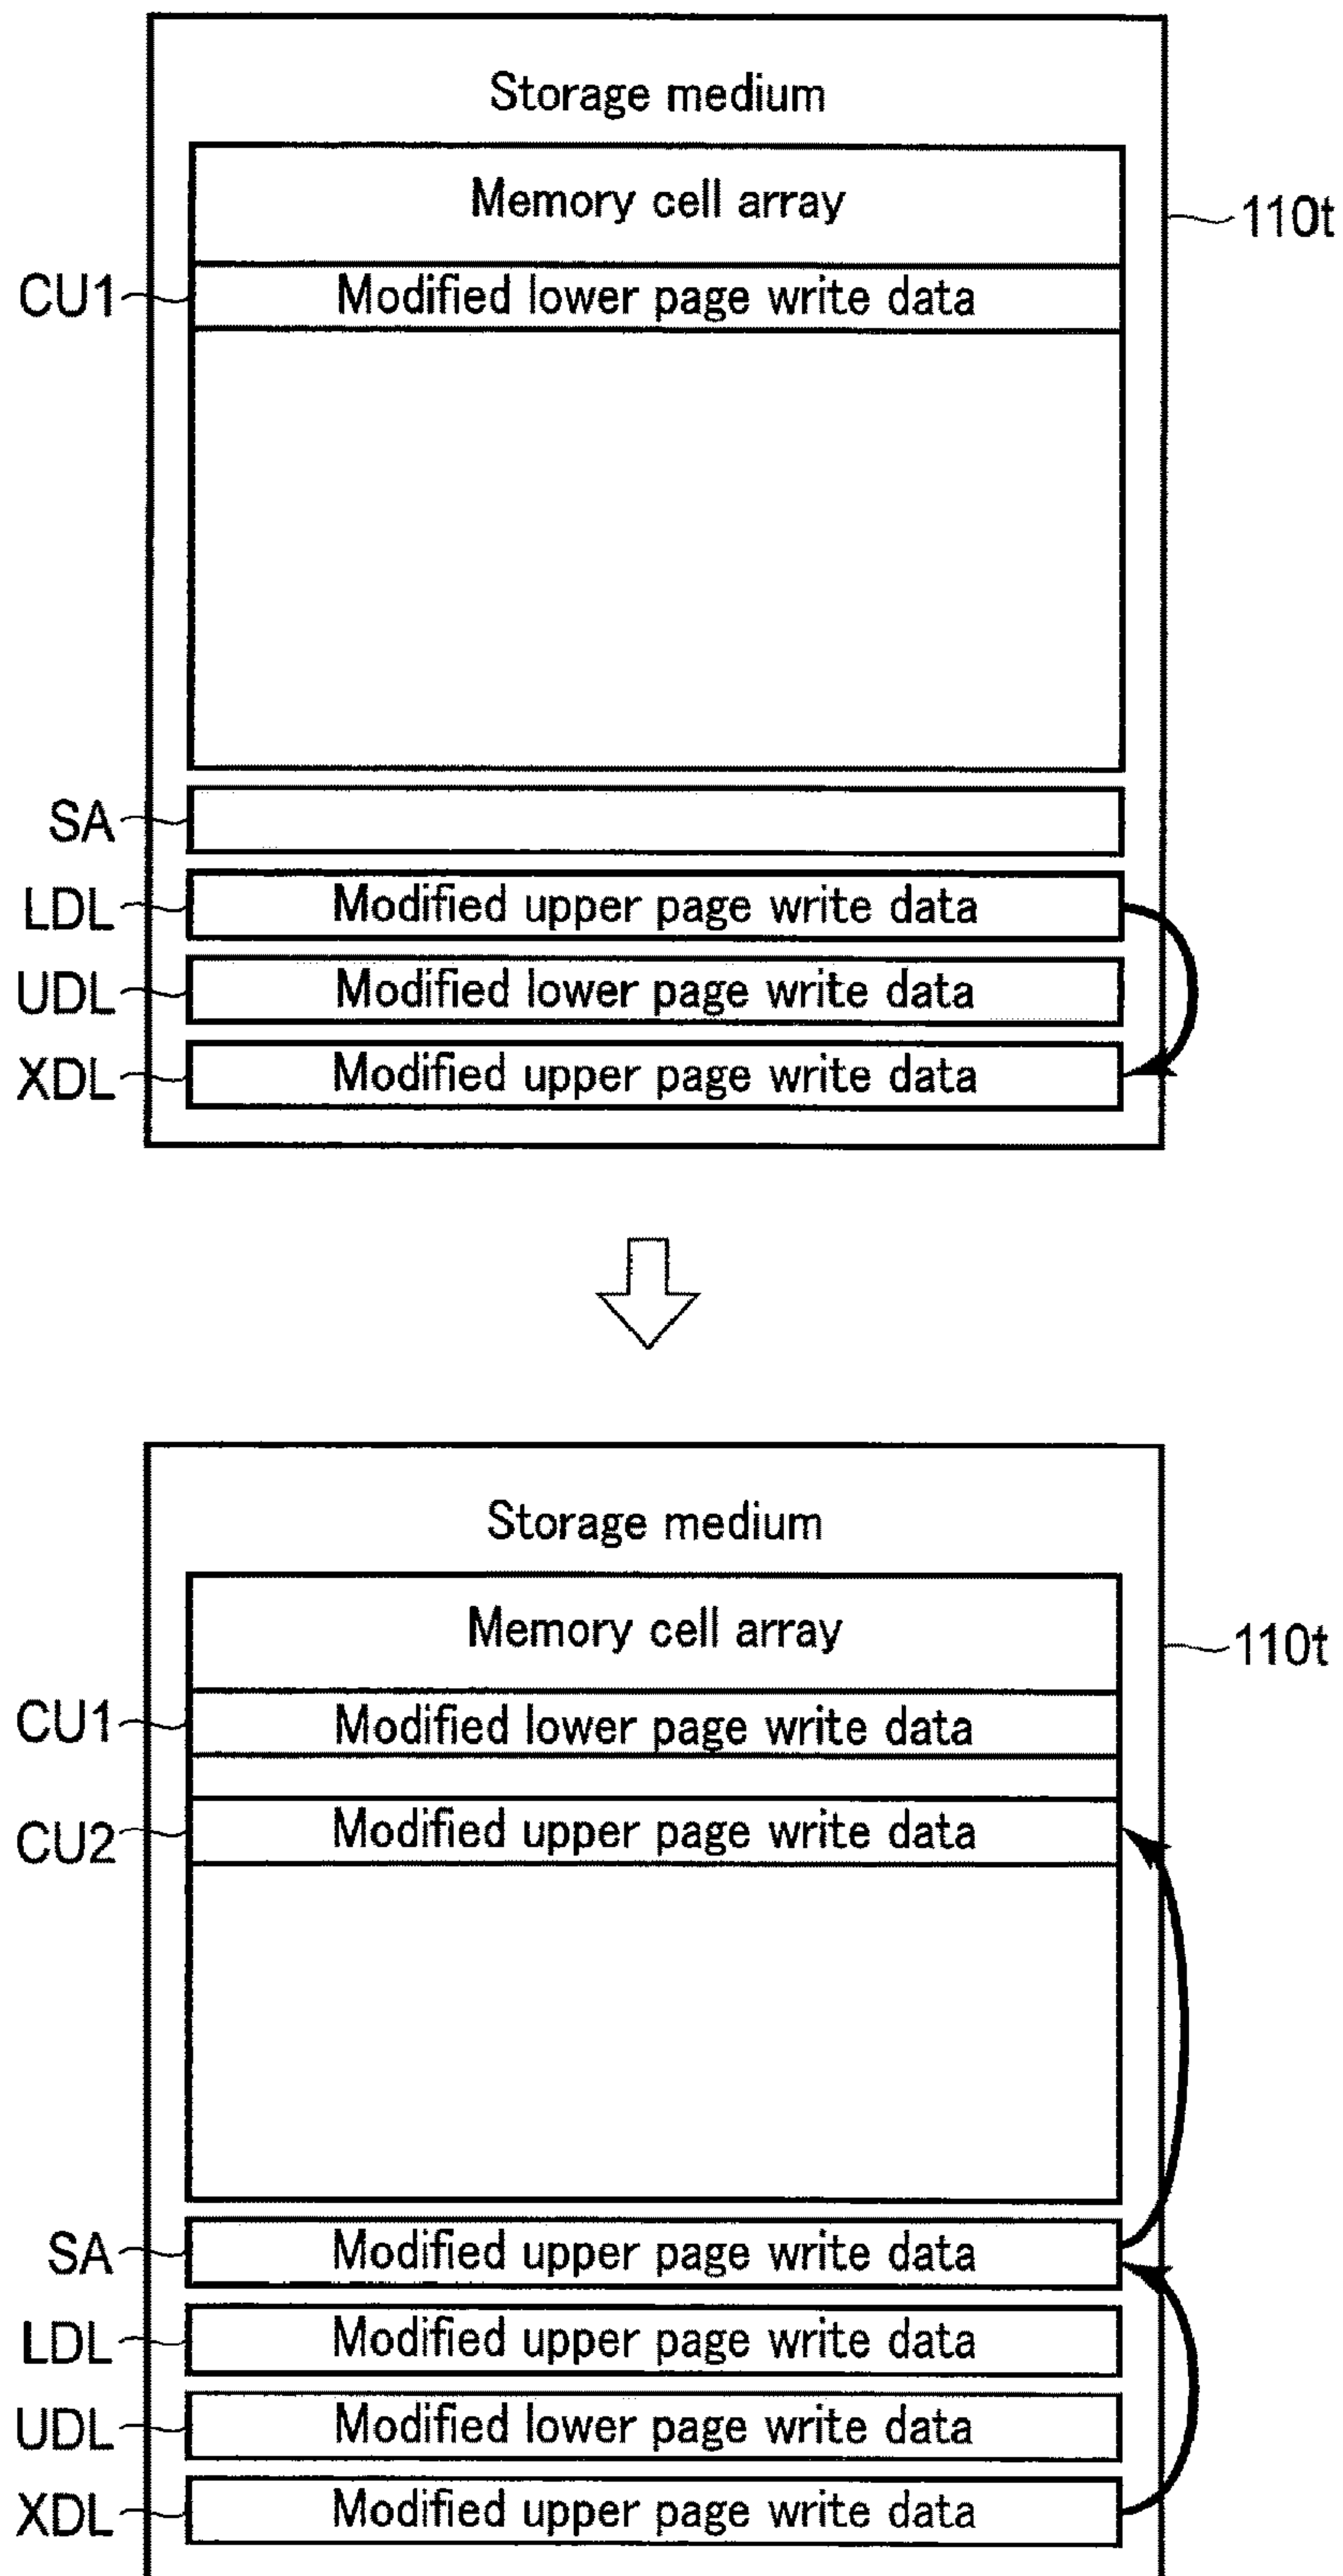 Storage medium
Memory cell array
110t
CU1 Modified lower page write data
SA
LDL Modified upper page write data
UDL Modified lower page write data
XDL Modified upper page write data
Storage medium
Memory cell array
110t
CU1 Modified lower page write data
CU2 Modified upper page write data
SA Modified upper page write data
LDL Modified upper page write data
UDL Modified lower page write data
XDL Modified upper page write data